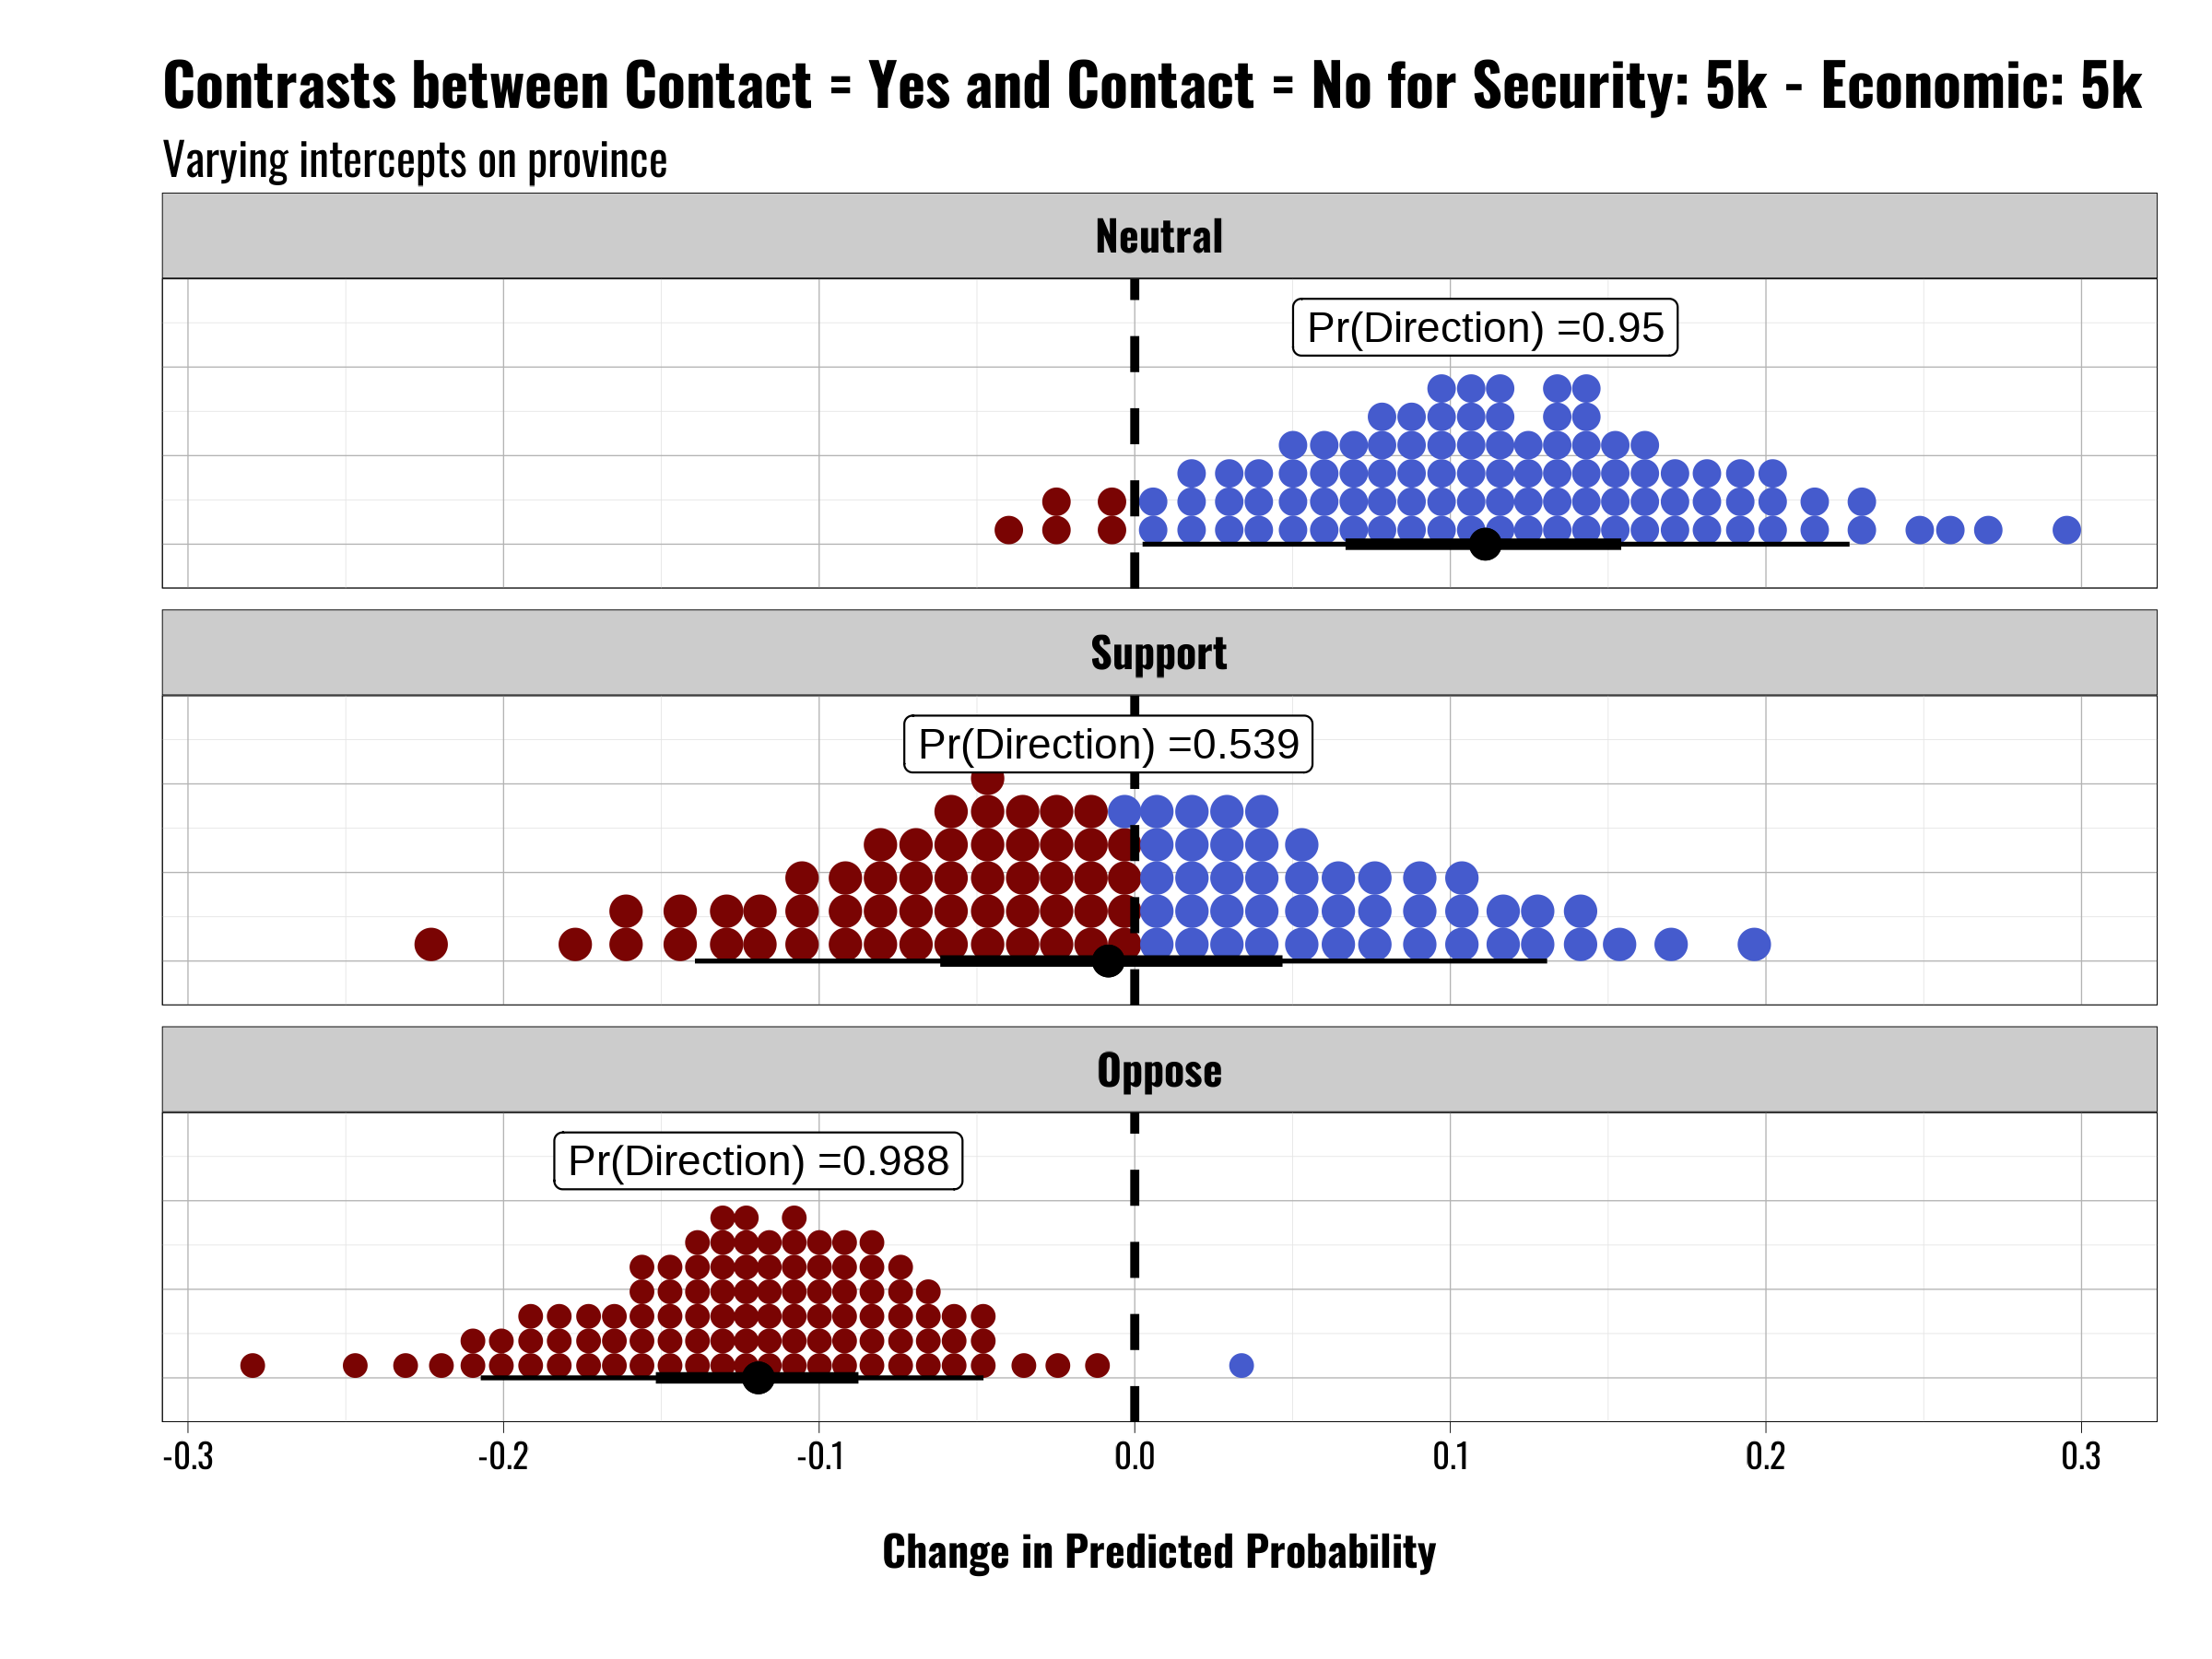 Contrasts between Contact = Yes and Contact = No for Security: 5k - Economic: 5k
Varying intercepts on province
Neutral
Pr(Direction) =0.95
Support
Pr(Direction) =0.539
Oppose
Pr(Direction) =0.988
-0.3 -0.2 -0.1 0.0 0.1 0.2 0.3
Change in Predicted Probability